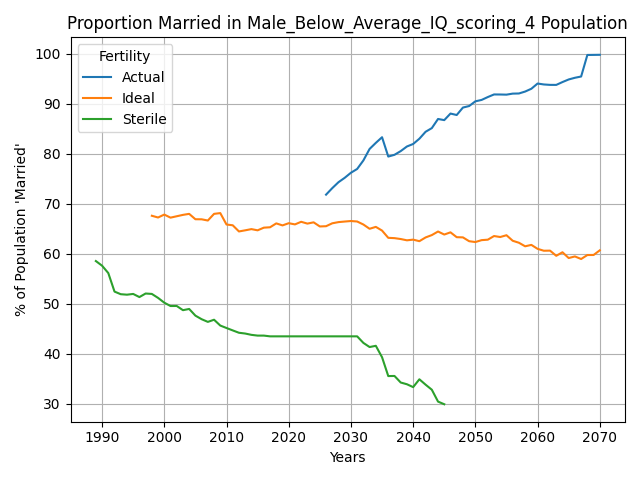 Proportion Married in Male_Below_Average_IQ_scoring_4 Population
Fertility
Actual
Ideal
Sterile
% of Population 'Married'
100
90
80
70
60
50
40
30
1990
2000
2010
2020
2030
2040
2050
2060
2070
Years